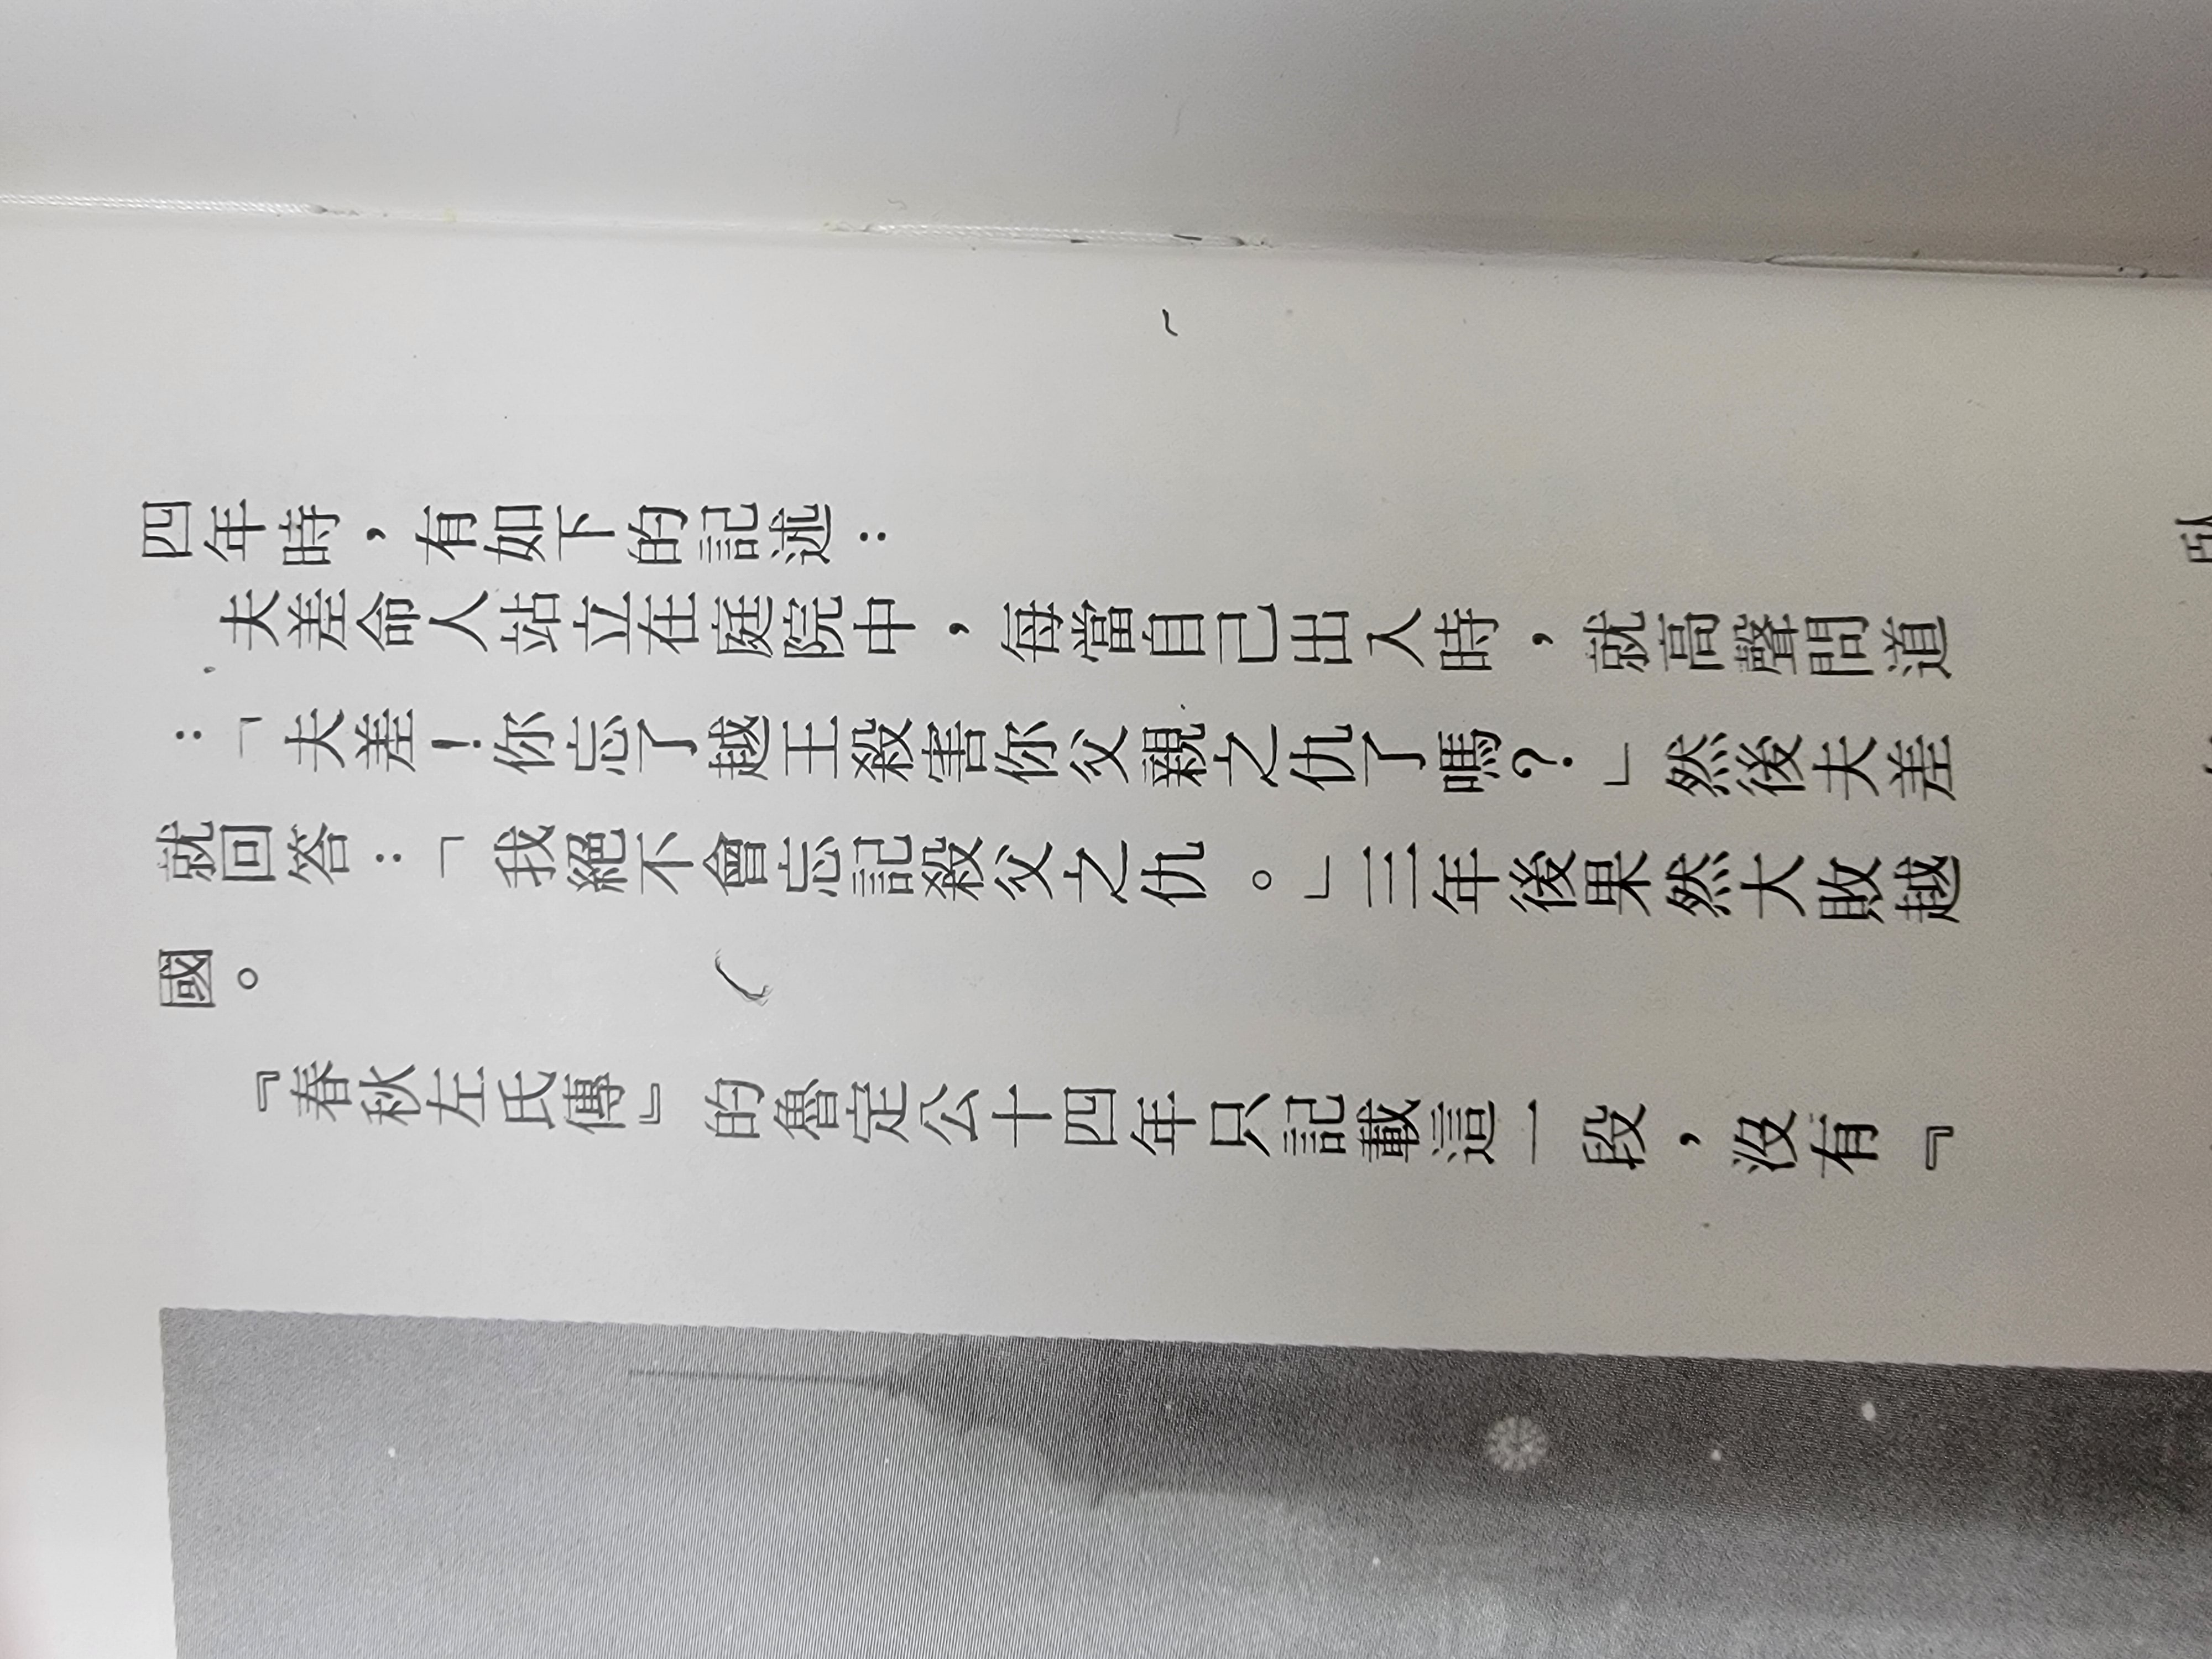 四年時，有如下的記述：
夫差命人站立在庭院中，每當自己出入時，就高聲問道
：「夫差！你忘了越王殺害你父親之仇了嗎？」然後夫差
就回答：「我絕不會忘記殺父之仇。」三年後果然大敗越
國。
『春秋左氏傳』的魯定公十四年只記載這一段，沒有『
臥